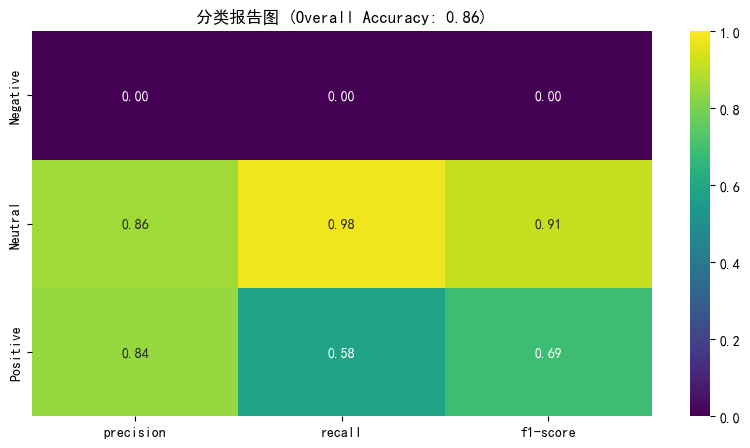 分类报告图 (Overall Accuracy: 0.86)
Negative
0.00 0.00 0.00
Neutral
0.86 0.98 0.91
Positive
0.84 0.58 0.69
precision recall f1-score
1.0
0.8
0.6
0.4
0.2
0.0